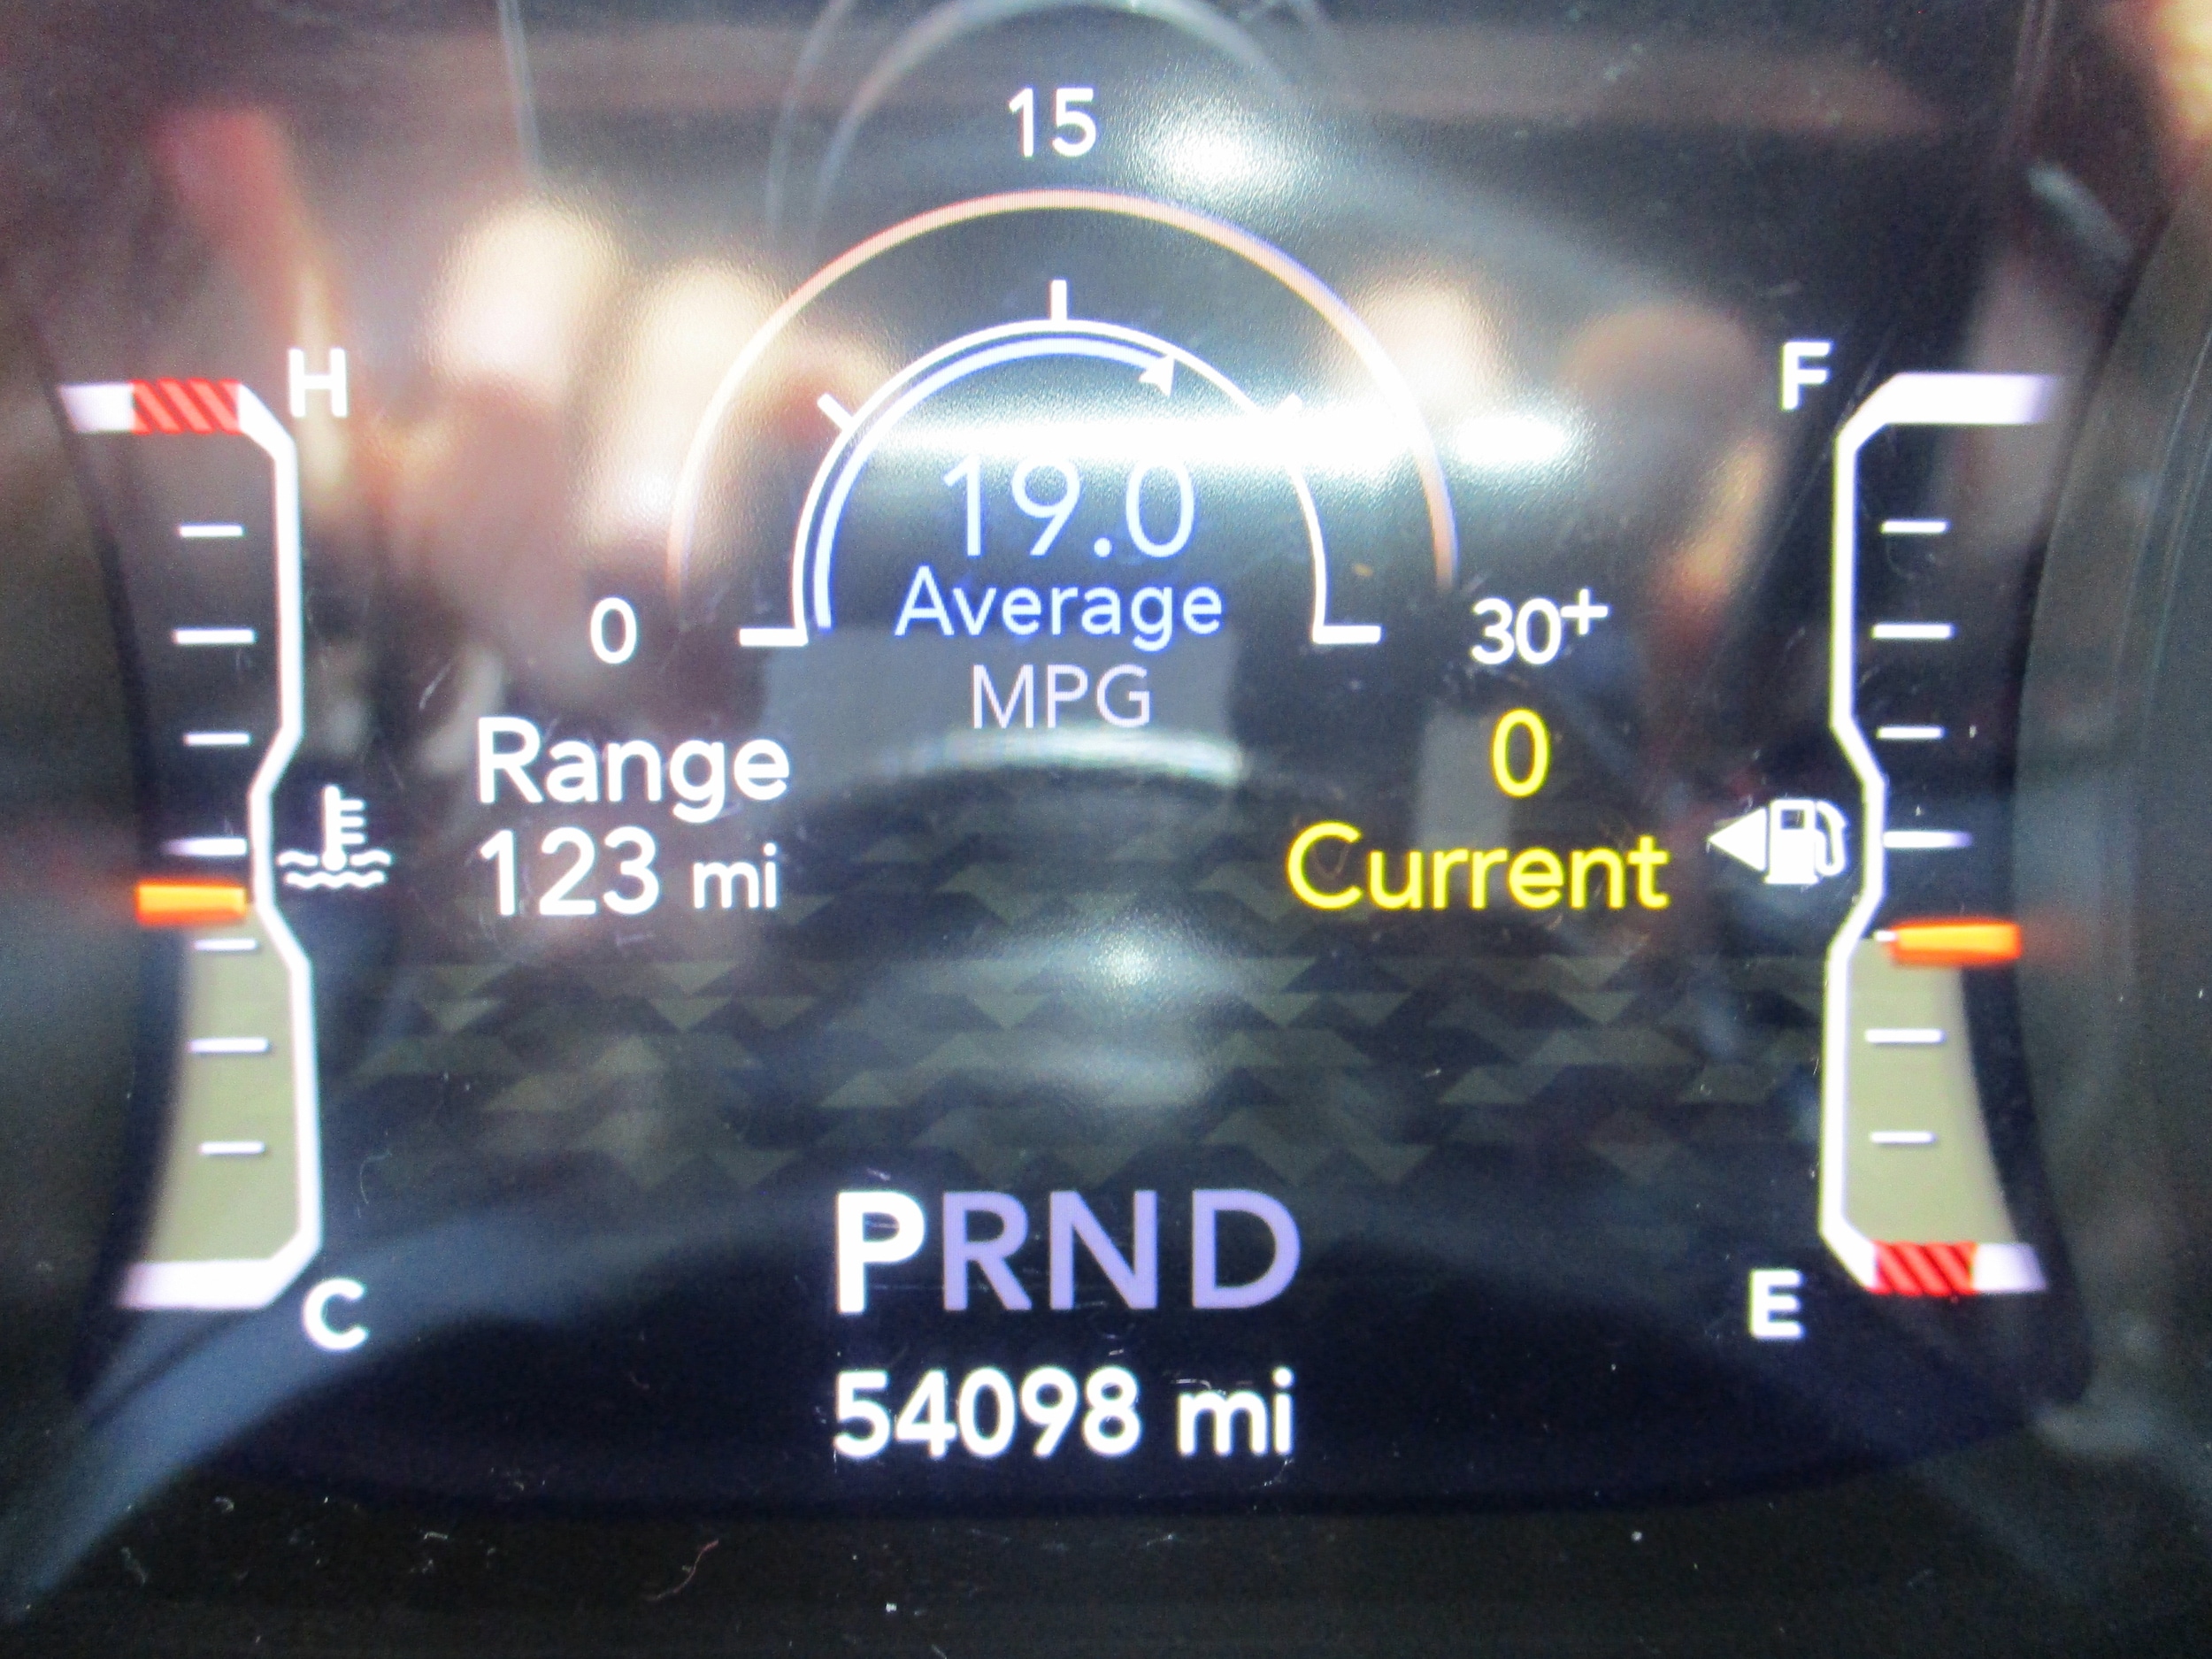 15
H
F
19.0
0
Average
30+
MPG
Range
0
123 mi
Current
PRND
C
E
54098 mi